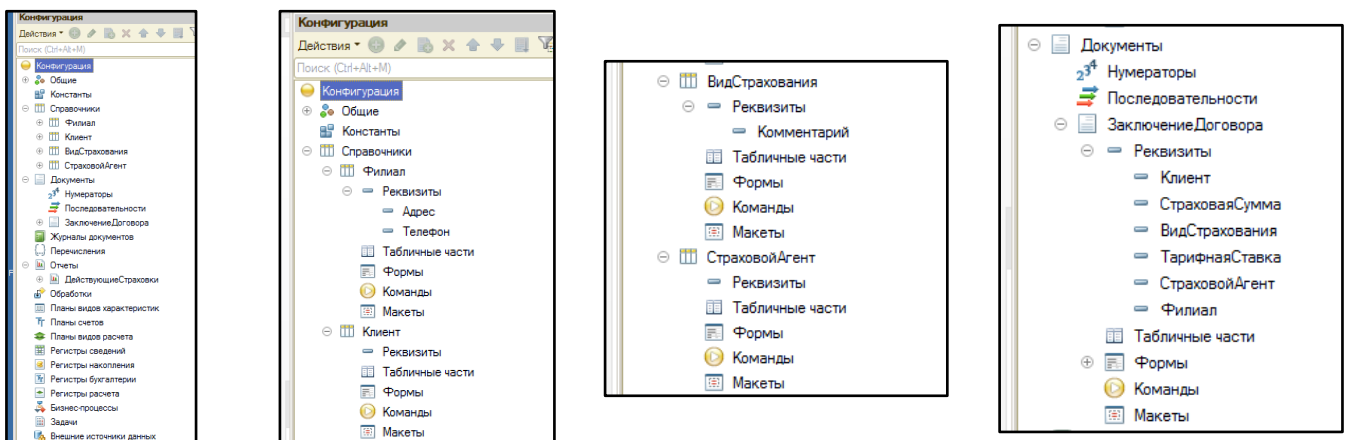 Конфигурация
Действия
Поиск (Ctrl+Alt+M)
Конфигурация
Общие
Константы
Справочники
Филиал
Клиент
ВидСтрахования
СтраховойАгент
Документы
Нумераторы
Последовательности
ЗаключениеДоговора
Журналы документов
Перечисления
Отчеты
ДействующиеСтраховки
Обработки
Планы видов характеристик
Планы счетов
Планы видов расчета
Регистры сведений
Регистры накопления
Регистры бухгалтерии
Регистры расчета
Бизнес-процессы
Задачи
Внешние источники данных
Конфигурация
Действия
Поиск (Ctrl+Alt+M)
Конфигурация
Общие
Константы
Справочники
Филиал
Реквизиты
Адрес
Телефон
Табличные части
Формы
Команды
Макеты
Клиент
Реквизиты
Табличные части
Формы
Команды
Макеты
ВидСтрахования
Реквизиты
Комментарий
Табличные части
Формы
Команды
Макеты
СтраховойАгент
Реквизиты
Табличные части
Формы
Команды
Макеты
Документы
Нумераторы
Последовательности
ЗаключениеДоговора
Реквизиты
Клиент
СтраховаяСумма
ВидСтрахования
ТарифнаяСтавка
СтраховойАгент
Филиал
Табличные части
Формы
Команды
Макеты